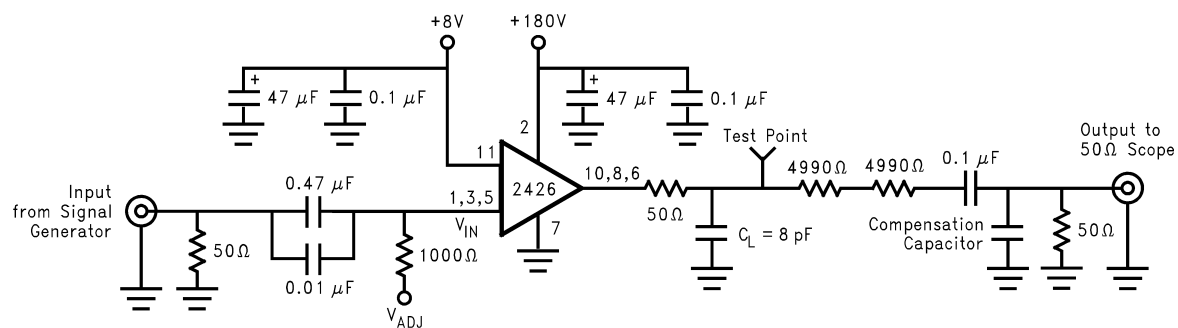 +8V
+180V
+
47 μF
0.1 μF
+
47 μF
0.1 μF
2
11
Test Point
Output to
50Ω Scope
10,8,6
4990Ω
4990Ω
0.1 μF
Input
from Signal
Generator
0.47 μF
1,3,5
2426
V_IN
7
50Ω
C_L = 8 pF
Compensation
Capacitor
50Ω
50Ω
1000Ω
0.01 μF
V_ADJ